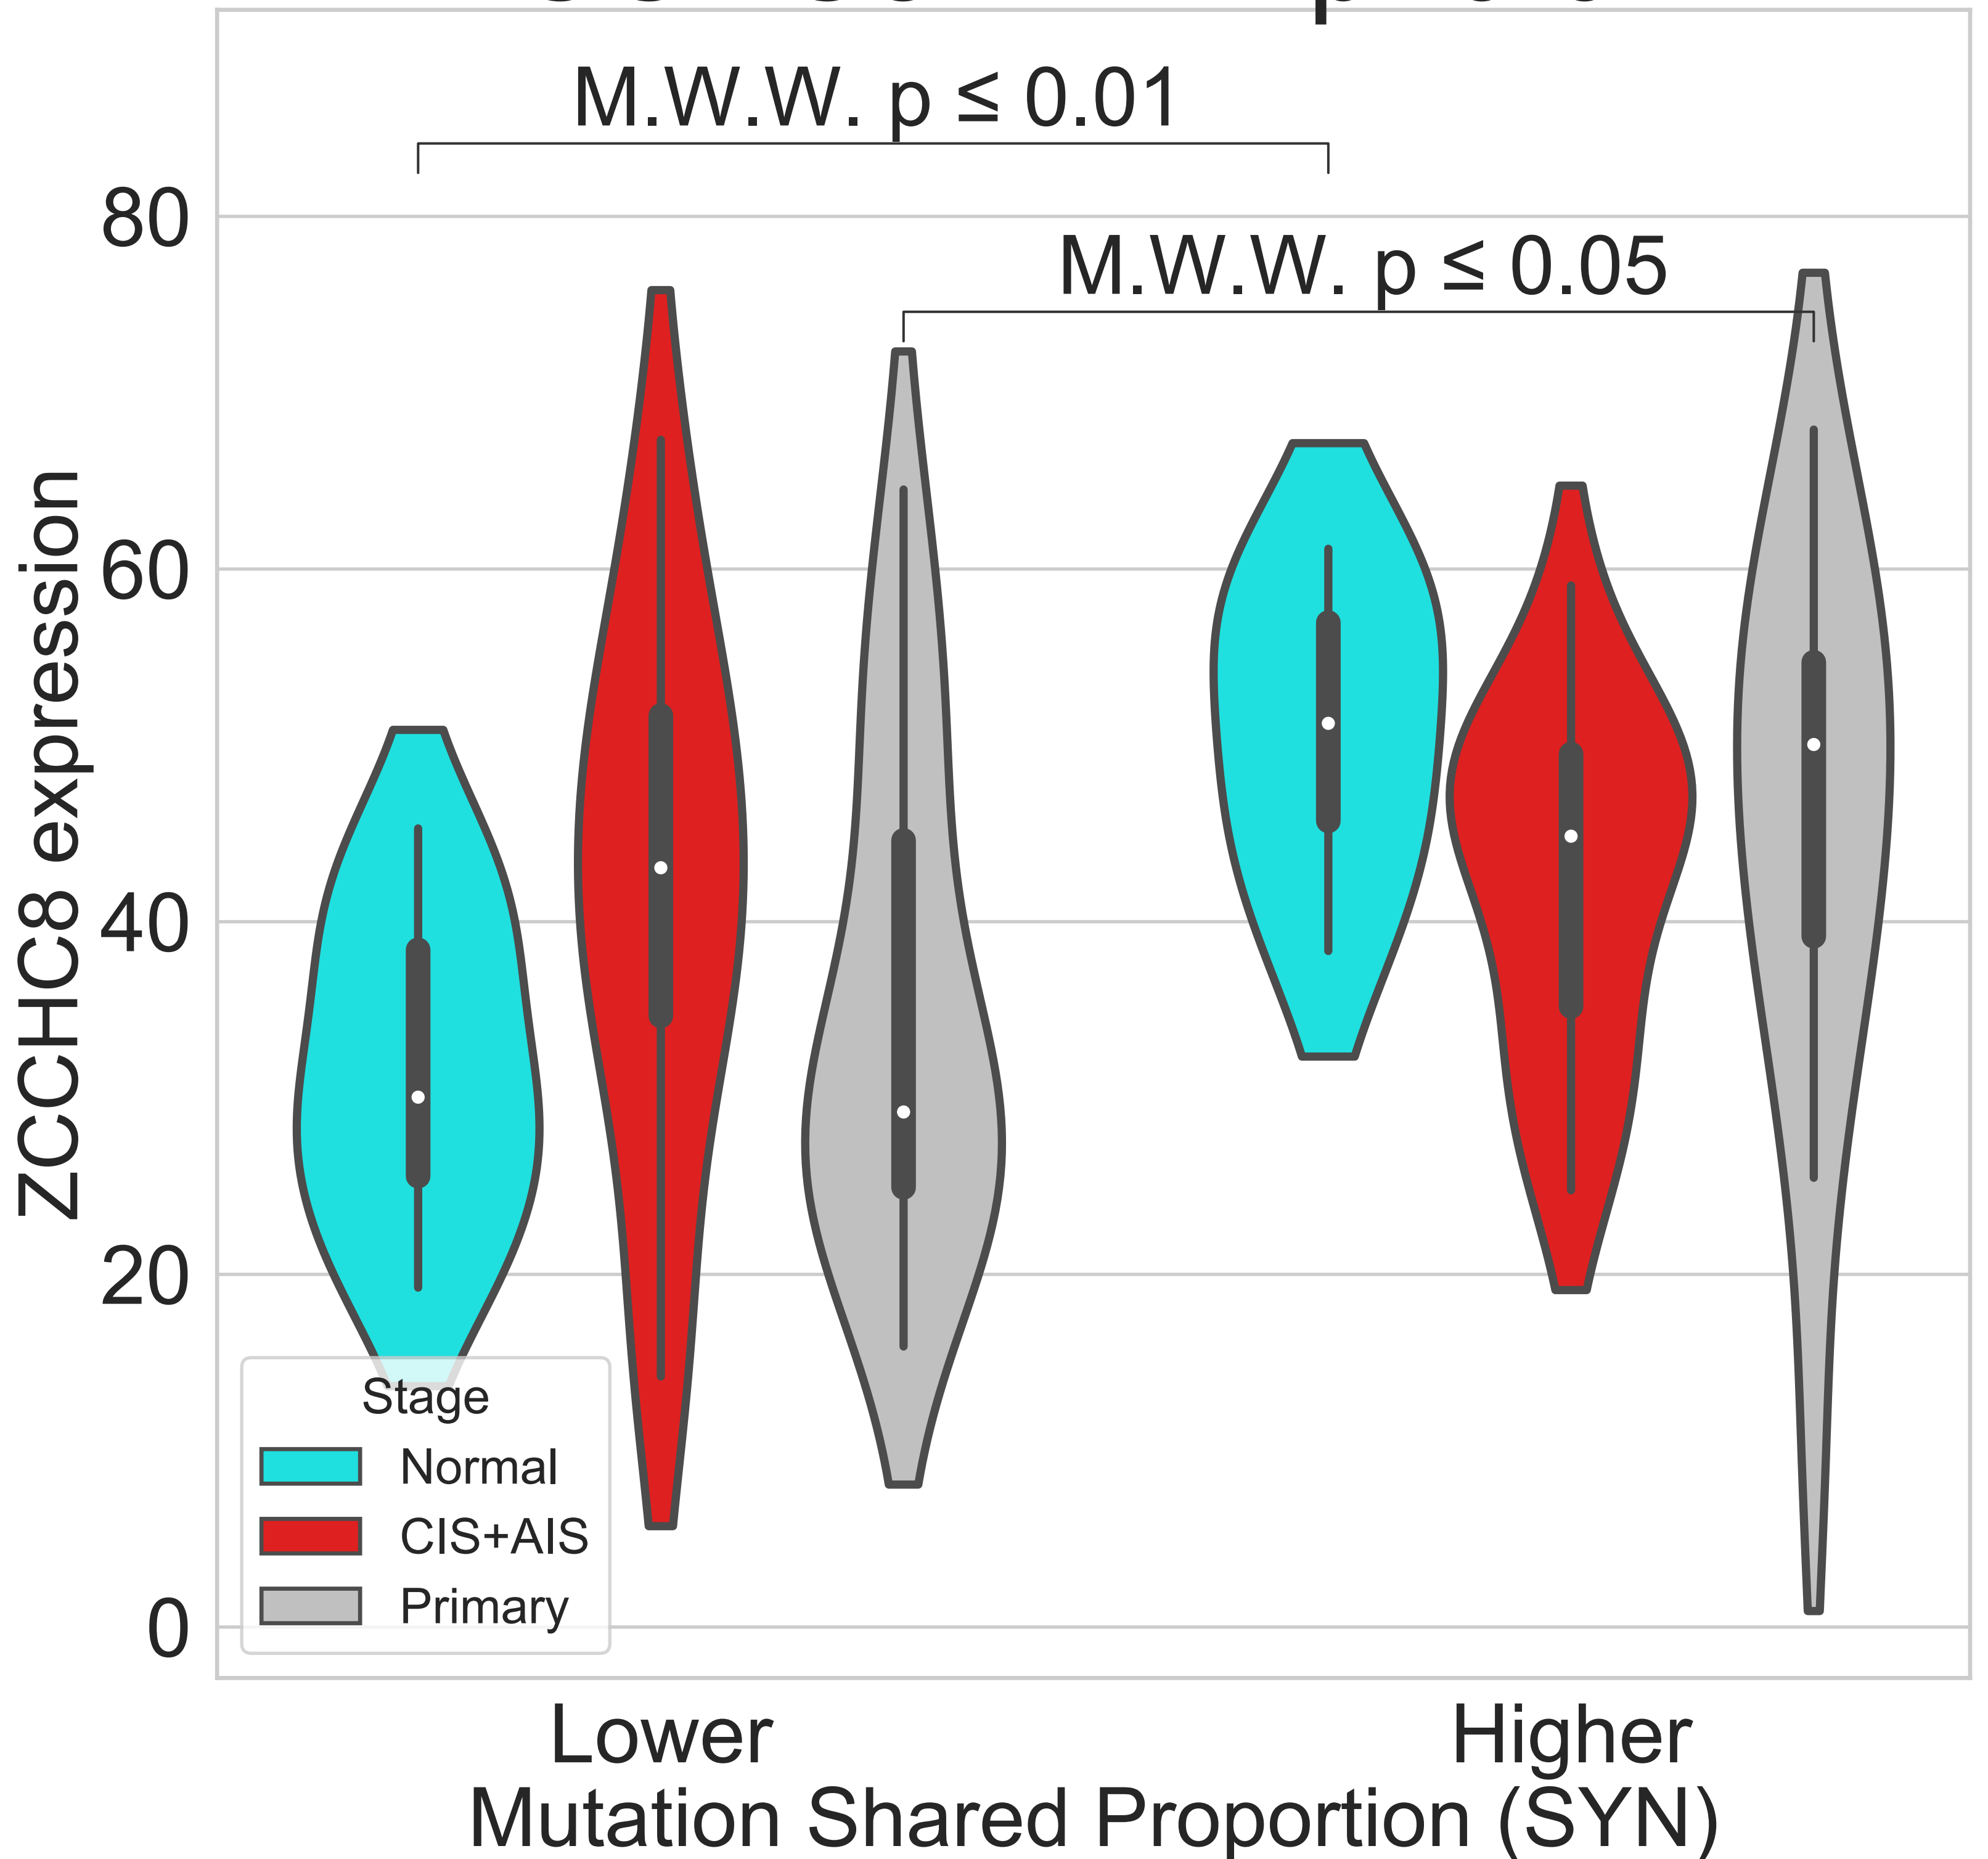 M.W.W. p ≤ 0.01
80
M.W.W. p ≤ 0.05
60
ZCCHC8 expression
40
20
Stage
Normal
CIS+AIS
Primary
0
Lower
Higher
Mutation Shared Proportion (SYN)